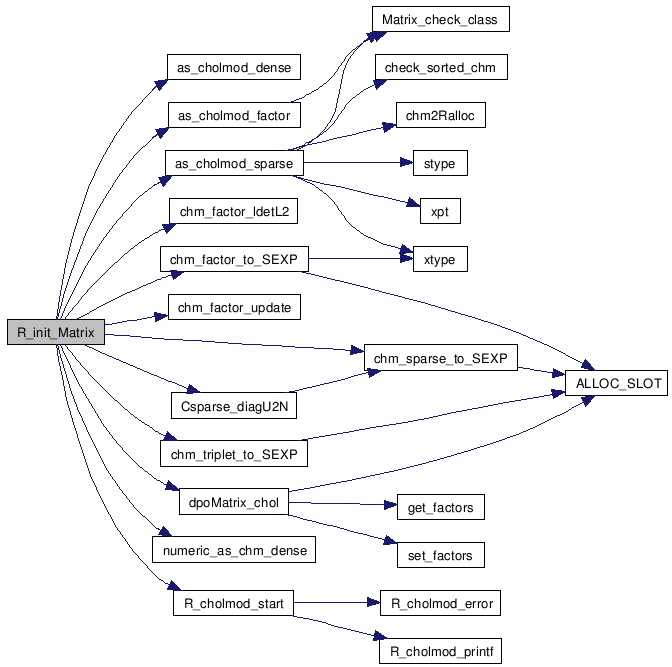 Matrix_check_class
as_cholmod_dense
check_sorted_chm
as_cholmod_factor
chm2Ralloc
as_cholmod_sparse
stype
chm_factor_ldetL2
xpt
chm_factor_to_SEXP
xtype
chm_factor_update
R_init_Matrix
chm_sparse_to_SEXP
ALLOC_SLOT
Csparse_diagU2N
chm_triplet_to_SEXP
dpoMatrix_chol
get_factors
numeric_as_chm_dense
set_factors
R_cholmod_start
R_cholmod_error
R_cholmod_printf